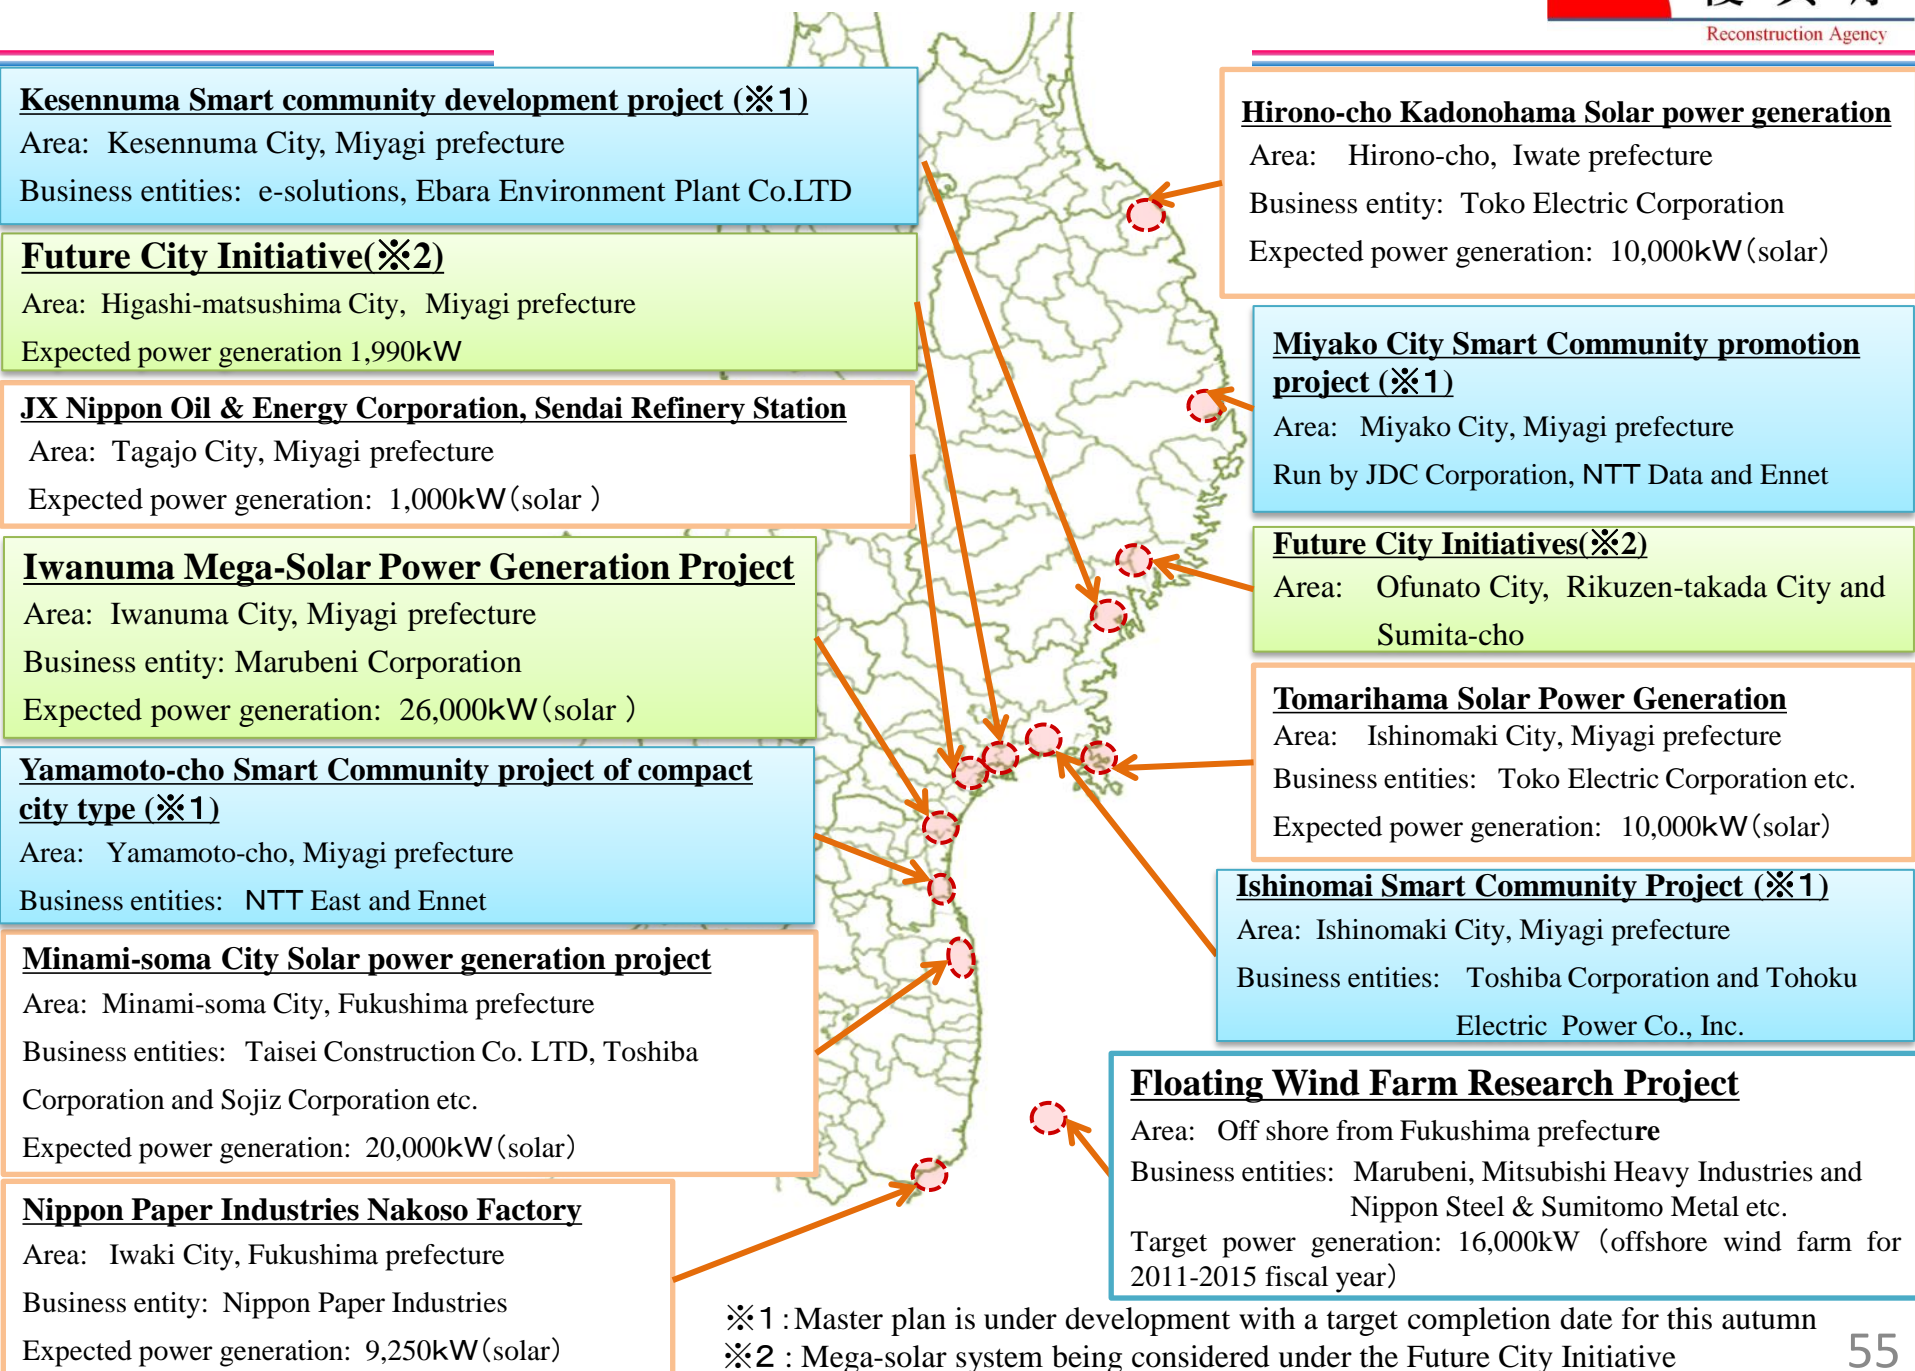 Reconstruction Agency
Kesennuma Smart community development project (※1)
Area: Kesennuma City, Miyagi prefecture
Business entities: e-solutions, Ebara Environment Plant Co.LTD
Future City Initiative(※2)
Area: Higashi-matsushima City, Miyagi prefecture
Expected power generation 1,990kW
JX Nippon Oil & Energy Corporation, Sendai Refinery Station
Area: Tagajo City, Miyagi prefecture
Expected power generation: 1,000kW(solar )
Iwanuma Mega-Solar Power Generation Project
Area: Iwanuma City, Miyagi prefecture
Business entity: Marubeni Corporation
Expected power generation: 26,000kW(solar )
Yamamoto-cho Smart Community project of compact
city type (※1)
Area: Yamamoto-cho, Miyagi prefecture
Business entities: NTT East and Ennet
Minami-soma City Solar power generation project
Area: Minami-soma City, Fukushima prefecture
Business entities: Taisei Construction Co. LTD, Toshiba
Corporation and Sojiz Corporation etc.
Expected power generation: 20,000kW(solar)
Nippon Paper Industries Nakoso Factory
Area: Iwaki City, Fukushima prefecture
Business entity: Nippon Paper Industries
Expected power generation: 9,250kW(solar)
Hirono-cho Kadonohama Solar power generation
Area: Hirono-cho, Iwate prefecture
Business entity: Toko Electric Corporation
Expected power generation: 10,000kW(solar)
Miyako City Smart Community promotion
project (※1)
Area: Miyako City, Miyagi prefecture
Run by JDC Corporation, NTT Data and Ennet
Future City Initiatives(※2)
Area: Ofunato City, Rikuzen-takada City and
Sumita-cho
Tomarihama Solar Power Generation
Area: Ishinomaki City, Miyagi prefecture
Business entities: Toko Electric Corporation etc.
Expected power generation: 10,000kW(solar)
Ishinomai Smart Community Project (※1)
Area: Ishinomaki City, Miyagi prefecture
Business entities: Toshiba Corporation and Tohoku
Electric Power Co., Inc.
Floating Wind Farm Research Project
Area: Off shore from Fukushima prefecture
Business entities: Marubeni, Mitsubishi Heavy Industries and
Nippon Steel & Sumitomo Metal etc.
Target power generation: 16,000kW (offshore wind farm for
2011-2015 fiscal year)
※1:Master plan is under development with a target completion date for this autumn
※2 : Mega-solar system being considered under the Future City Initiative
55